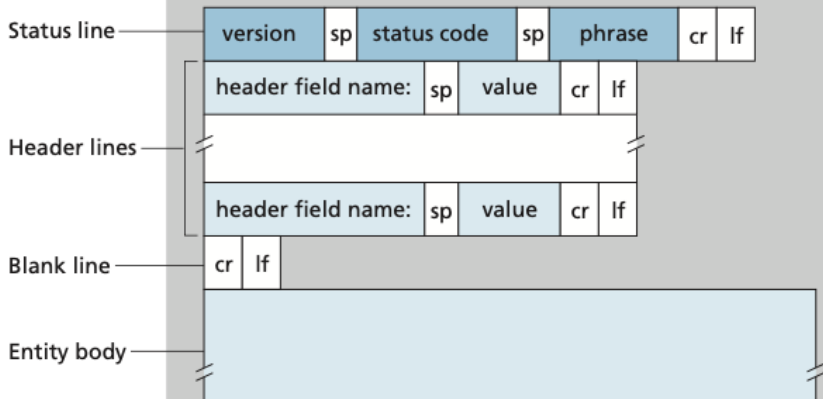 Status line version sp status code sp phrase cr lf
header field name: sp value cr lf
Header lines
header field name: sp value cr lf
Blank line cr lf
Entity body